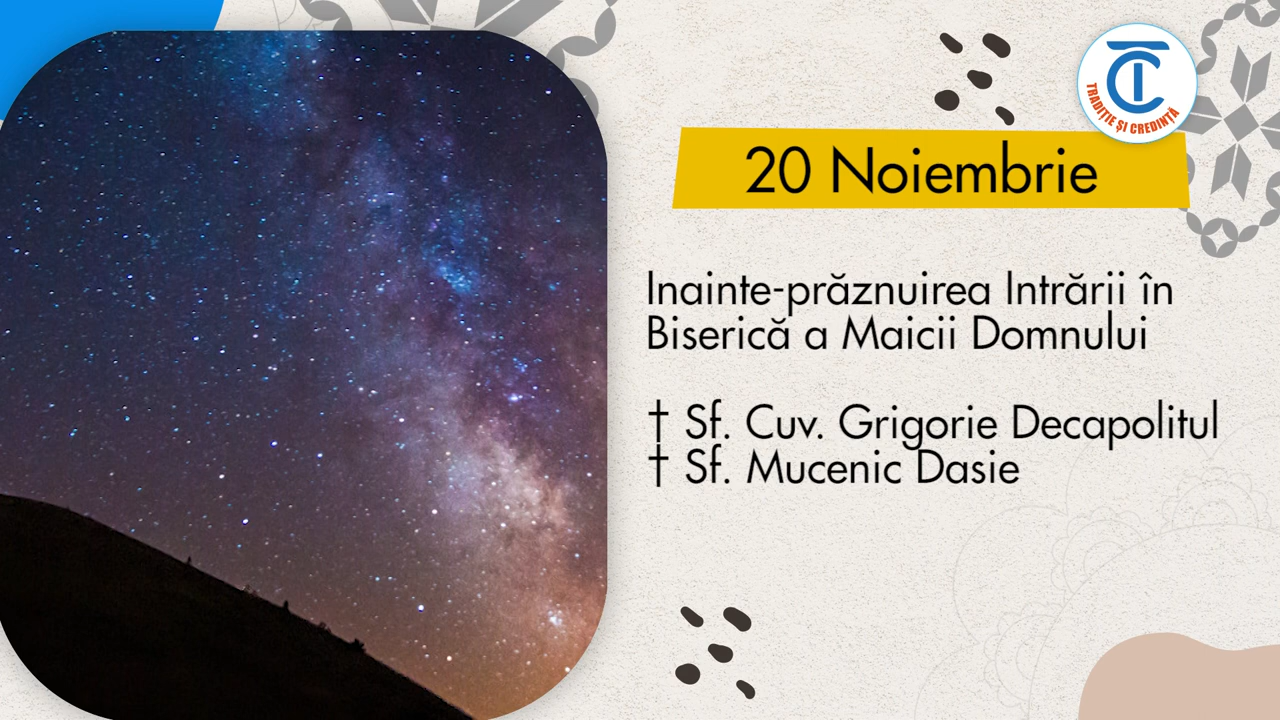 TC
TRADIȚIE ȘI CREDINȚĂ
20 Noiembrie
Inainte-prăznuirea Intrării în
Biserică a Maicii Domnului
† Sf. Cuv. Grigorie Decapolitul
† Sf. Mucenic Dasie